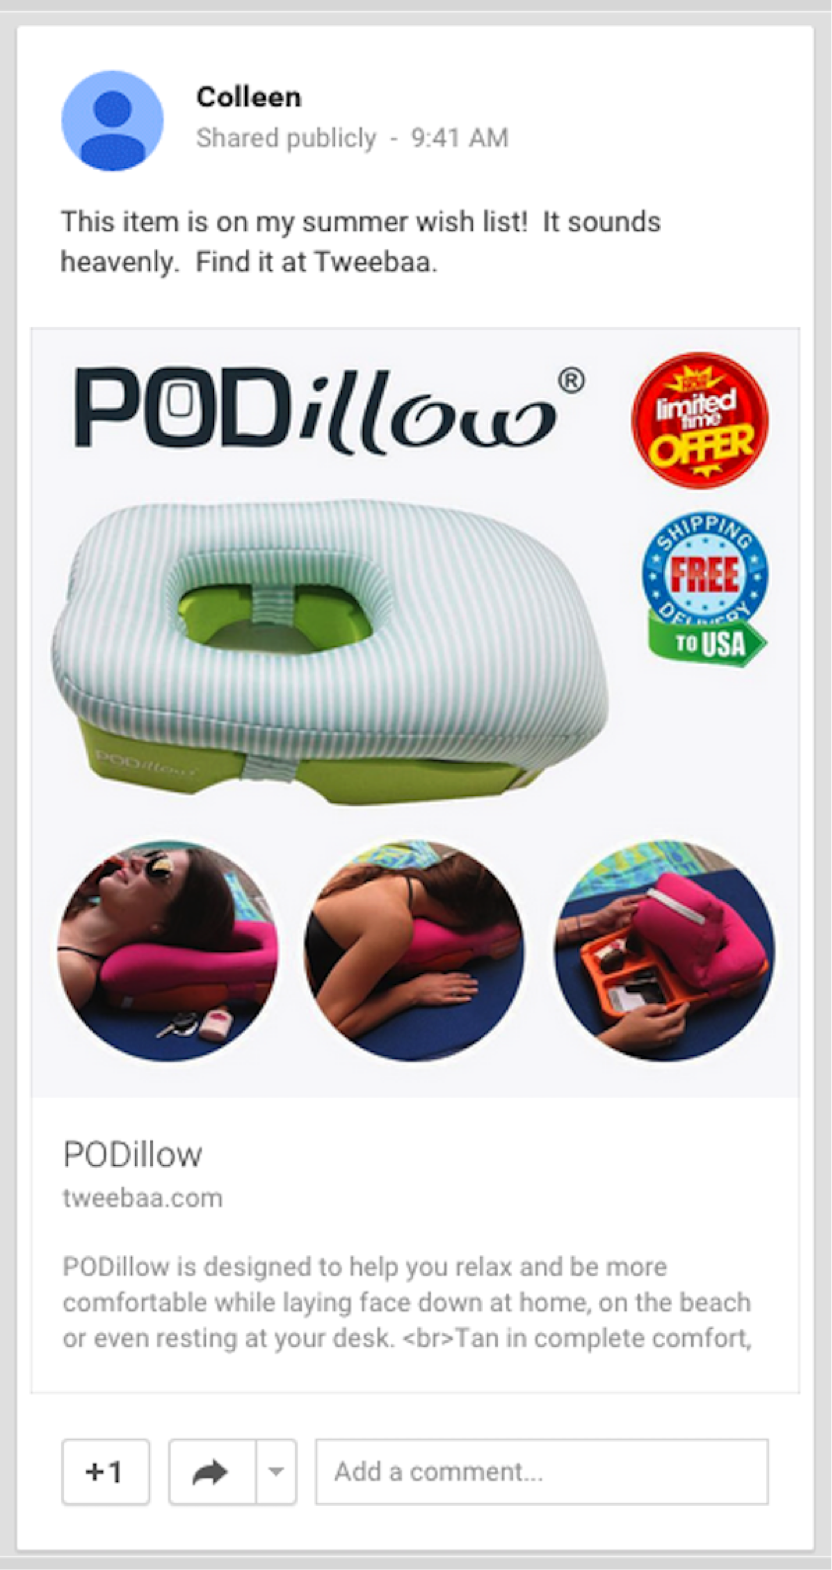 Colleen
Shared publicly - 9:41 AM
This item is on my summer wish list! It sounds
heavenly. Find it at Tweebaa.
PODillow®
limited
time
OFFER
SHIPPING
FREE
DELIVERY
TO USA
PODillow
PODillow
tweebaa.com
PODillow is designed to help you relax and be more
comfortable while laying face down at home, on the beach
or even resting at your desk. <br>Tan in complete comfort,
+1
Add a comment...